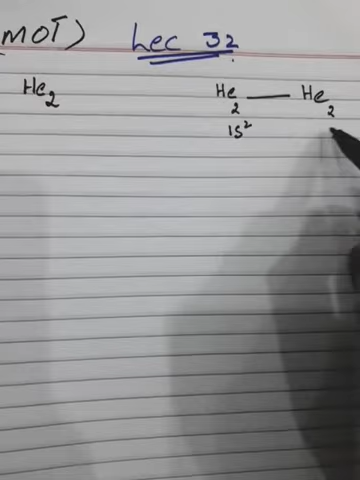 (MOT) Lec 32
He2 He — He
2 2
1S²